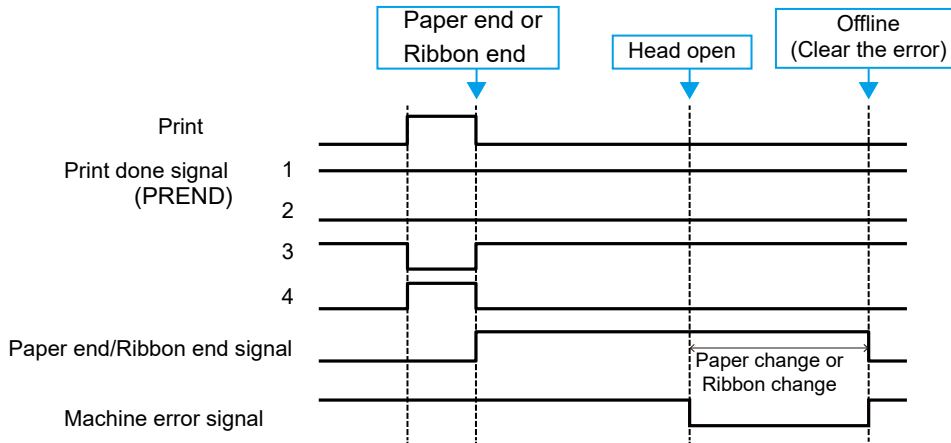 Paper end or
Ribbon end
Head open
Offline
(Clear the error)
Print
Print done signal
(PREND)
1
2
3
4
Paper end/Ribbon end signal
Paper change or
Ribbon change
Machine error signal